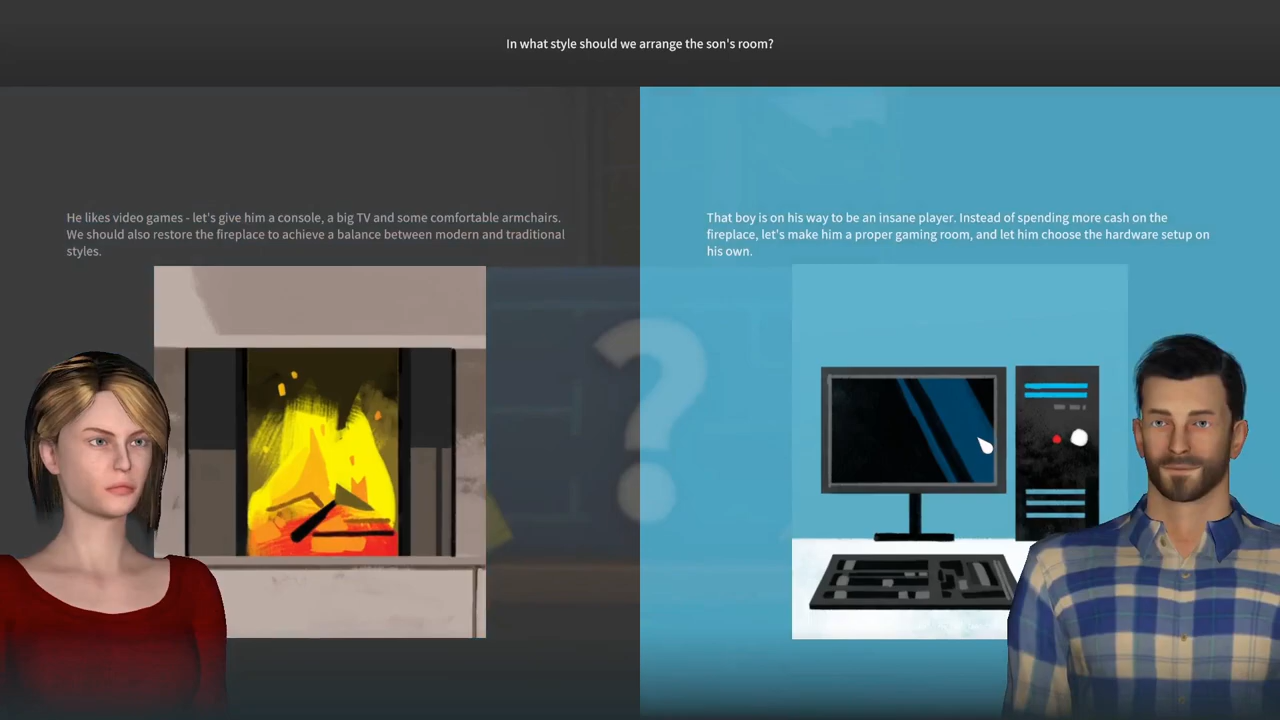 In what style should we arrange the son's room?
He likes video games - let's give him a console, a big TV and some comfortable armchairs.
We should also restore the fireplace to achieve a balance between modern and traditional
styles.
That boy is on his way to be an insane player. Instead of spending more cash on the
fireplace, let's make him a proper gaming room, and let him choose the hardware setup on
his own.
?